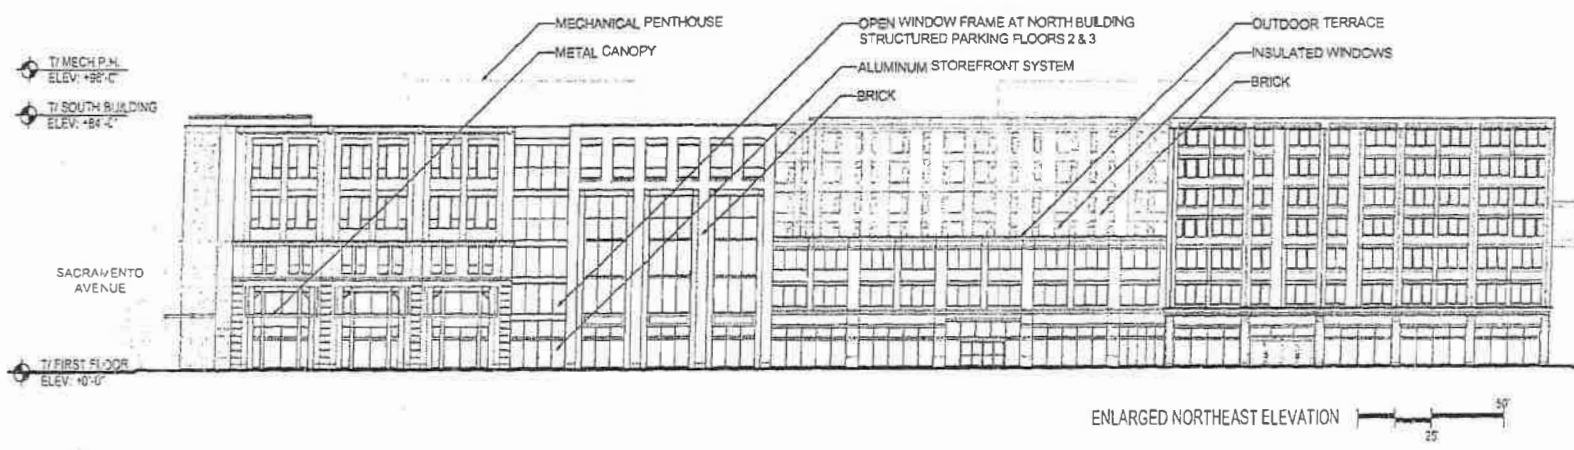 MECHANICAL PENTHOUSE
METAL CANOPY
OPEN WINDOW FRAME AT NORTH BUILDING
STRUCTURED PARKING FLOORS 2 & 3
ALUMINUM STOREFRONT SYSTEM
BRICK
OUTDOOR TERRACE
INSULATED WINDOWS
BRICK
T/ MECH P.H.
ELEV: +98'-0"
T/ SOUTH BUILDING
ELEV: +84'-0"
SACRAMENTO
AVENUE
T/ FIRST FLOOR
ELEV: +0'-0"
ENLARGED NORTHEAST ELEVATION
50'
25'